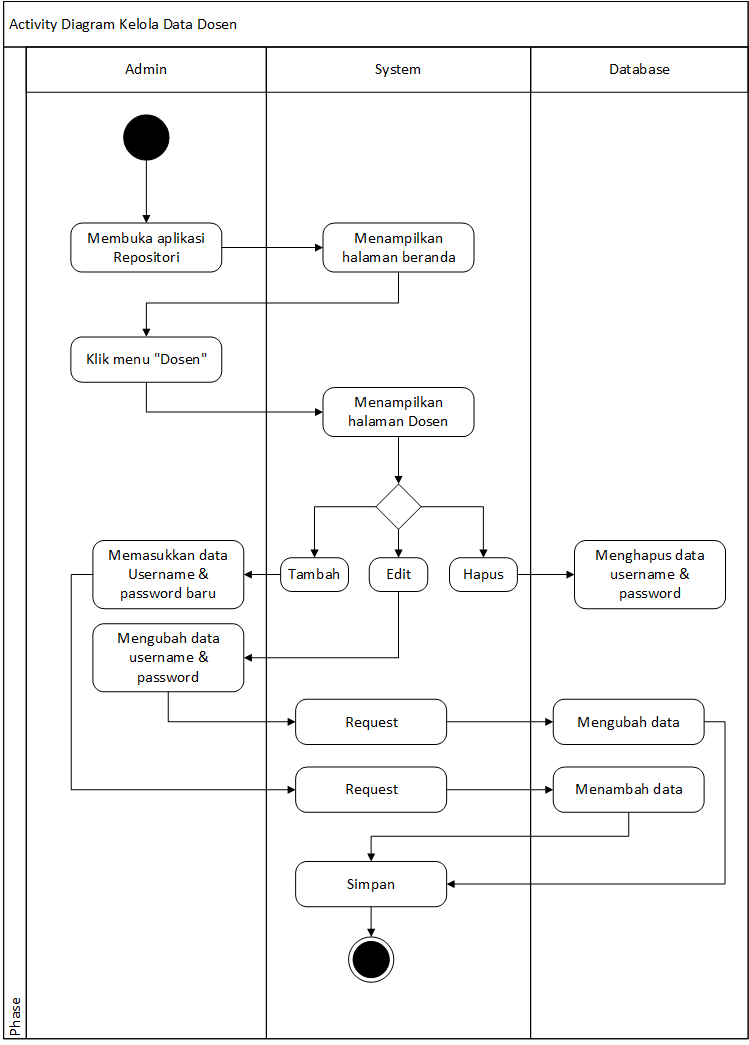 Activity Diagram Kelola Data Dosen
Admin
System
Database
Membuka aplikasi
Repositori
Menampilkan
halaman beranda
Klik menu "Dosen"
Menampilkan
halaman Dosen
Memasukkan data
Username &
password baru
Tambah
Edit
Hapus
Menghapus data
username &
password
Mengubah data
username &
password
Request
Mengubah data
Request
Menambah data
Simpan
Phase